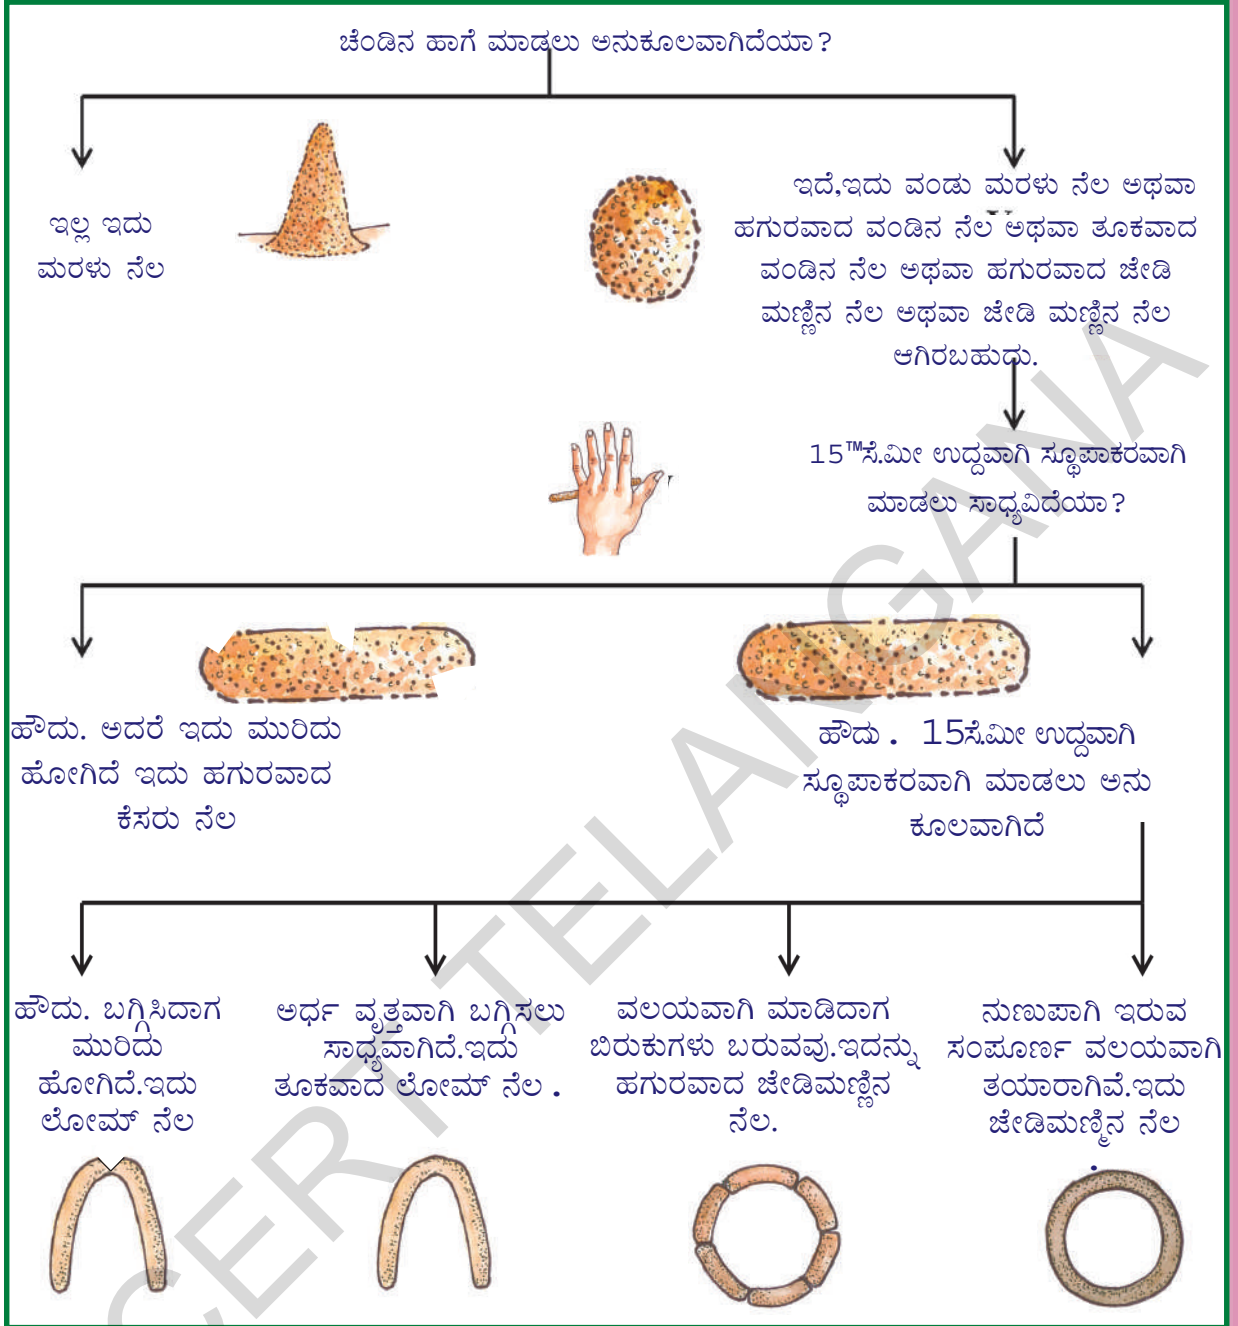 ಚೆಂಡಿನ ಹಾಗೆ ಮಾಡಲು ಅನುಕೂಲವಾಗಿದೆಯಾ?
ಇಲ್ಲ ಇದು
ಮರಳು ನೆಲ
ಇದೆ,ಇದು ವಂಡು ಮರಳು ನೆಲ ಅಥವಾ
ಹಗುರವಾದ ವಂಡಿನ ನೆಲ ಅಥವಾ ತೂಕವಾದ
ವಂಡಿನ ನೆಲ ಅಥವಾ ಹಗುರವಾದ ಜೇಡಿ
ಮಣ್ಣಿನ ನೆಲ ಅಥವಾ ಜೇಡಿ ಮಣ್ಣಿನ ನೆಲ
ಆಗಿರಬಹುದು.
15™ಸೆ.ಮೀ ಉದ್ದವಾಗಿ ಸ್ಥೂಪಾಕರವಾಗಿ
ಮಾಡಲು ಸಾಧ್ಯವಿದೆಯಾ?
ಹೌದು. ಅದರೆ ಇದು ಮುರಿದು
ಹೋಗಿದೆ ಇದು ಹಗುರವಾದ
ಕೆಸರು ನೆಲ
ಹೌದು. 15ಸೆ.ಮೀ ಉದ್ದವಾಗಿ
ಸ್ಥೂಪಾಕರವಾಗಿ ಮಾಡಲು ಅನು
ಕೂಲವಾಗಿದೆ
ಹೌದು. ಬಗ್ಗಿಸಿದಾಗ
ಮುರಿದು
ಹೋಗಿದೆ.ಇದು
ಲೋಮ್ ನೆಲ
ಅರ್ಧ ವೃತ್ತವಾಗಿ ಬಗ್ಗಿಸಲು
ಸಾಧ್ಯವಾಗಿದೆ.ಇದು
ತೂಕವಾದ ಲೋಮ್ ನೆಲ.
ವಲಯವಾಗಿ ಮಾಡಿದಾಗ
ಬಿರುಕುಗಳು ಬರುವವು.ಇದನ್ನು
ಹಗುರವಾದ ಜೇಡಿಮಣ್ಣಿನ
ನೆಲ.
ನುಣುಪಾಗಿ ಇರುವ
ಸಂಪೂರ್ಣ ವಲಯವಾಗಿ
ತಯಾರಾಗಿವೆ.ಇದು
ಜೇಡಿಮಣ್ಣಿನ ನೆಲ
.
CERT TELANGANA